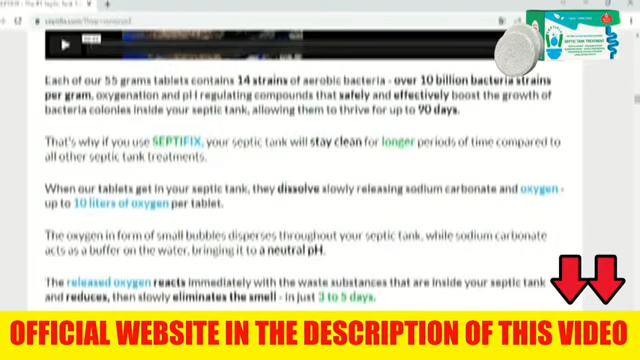 septifix.com
Each of our 55 grams tablets contains 14 strains of aerobic bacteria - over 10 billion bacteria strains
per gram, oxygenation and pH regulating compounds that safely and effectively boost the growth of
bacteria colonies inside your septic tank, allowing them to thrive for up to 90 days.
That's why if you use SEPTIFIX, your septic tank will stay clean for longer periods of time compared to
all other septic tank treatments.
When our tablets get in your septic tank, they dissolve slowly releasing sodium carbonate and oxygen -
up to 10 liters of oxygen per tablet.
The oxygen in form of small bubbles disperses throughout your septic tank, while sodium carbonate
acts as a buffer on the water, bringing it to a neutral pH.
The released oxygen reacts immediately with the waste substances that are inside your septic tank
and reduces, then slowly eliminates the smell - in just 3 to 5 days.
SEPTIC TANK TREATMENT
OFFICIAL WEBSITE IN THE DESCRIPTION OF THIS VIDEO